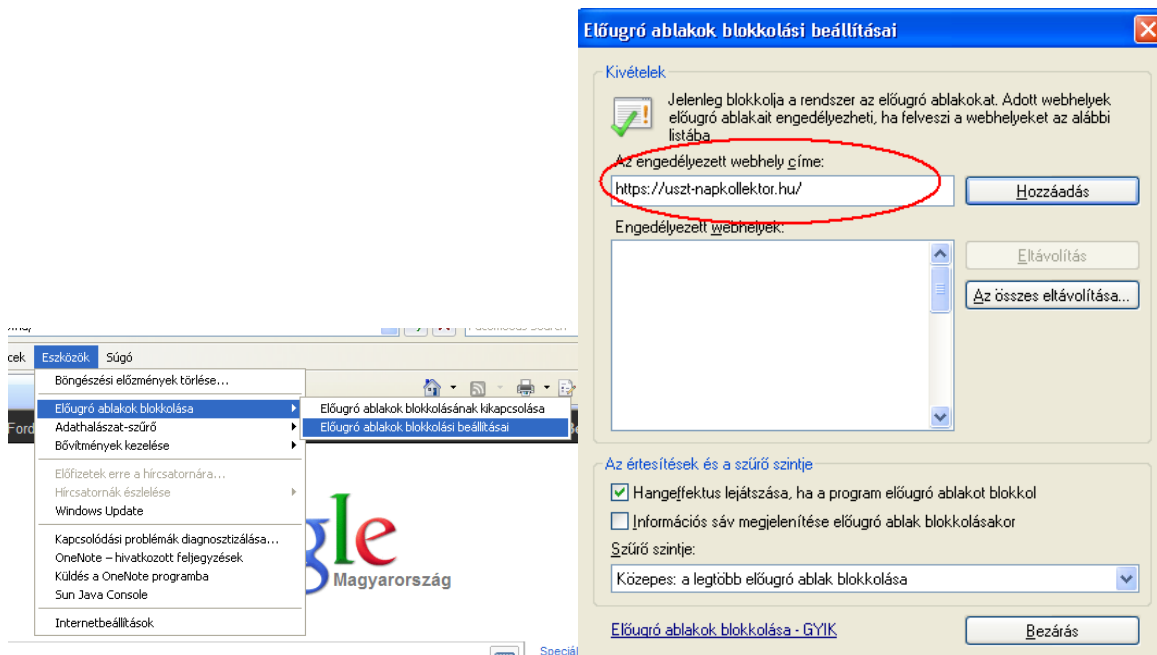 Előugró ablakok blokkolási beállításai
Kivételek
Jelenleg blokkolja a rendszer az előugró ablakokat. Adott webhelyek
előugró ablakait engedélyezheti, ha felveszi a webhelyeket az alábbi
listába.
Az engedélyezett webhely címe:
https://uszt-napkollektor.hu/
Hozzáadás
Engedélyezett webhelyek:
Eltávolítás
Az összes eltávolítása...
Az értesítések és a szűrő szintje
Hangeffektus lejátszása, ha a program előugró ablakot blokkol
Információs sáv megjelenítése előugró ablak blokkolásakor
Szűrő szintje:
Közepes: a legtöbb előugró ablak blokkolása
Előugró ablakok blokkolása - GYIK
Bezárás
Eszközök Súgó
Böngészési előzmények törlése...
Előugró ablakok blokkolása
Adathalászat-szűrő
Bővítmények kezelése
Előfizetek erre a hírcsatornára...
Hírcsatornák észlelése
Windows Update
Kapcsolódási problémák diagnosztizálása...
OneNote – hivatkozott feljegyzések
Küldés a OneNote programba
Sun Java Console
Internetbeállítások
Előugró ablakok blokkolásának kikapcsolása
Előugró ablakok blokkolási beállításai
gle
Magyarország